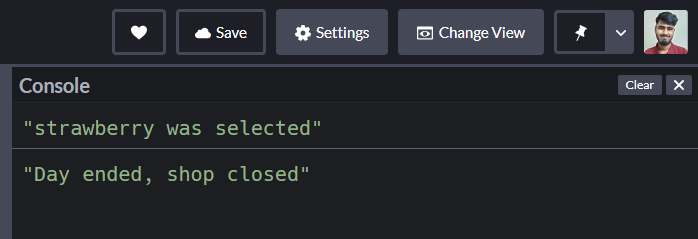 Save Settings Change View
Console Clear
"strawberry was selected"
"Day ended, shop closed"